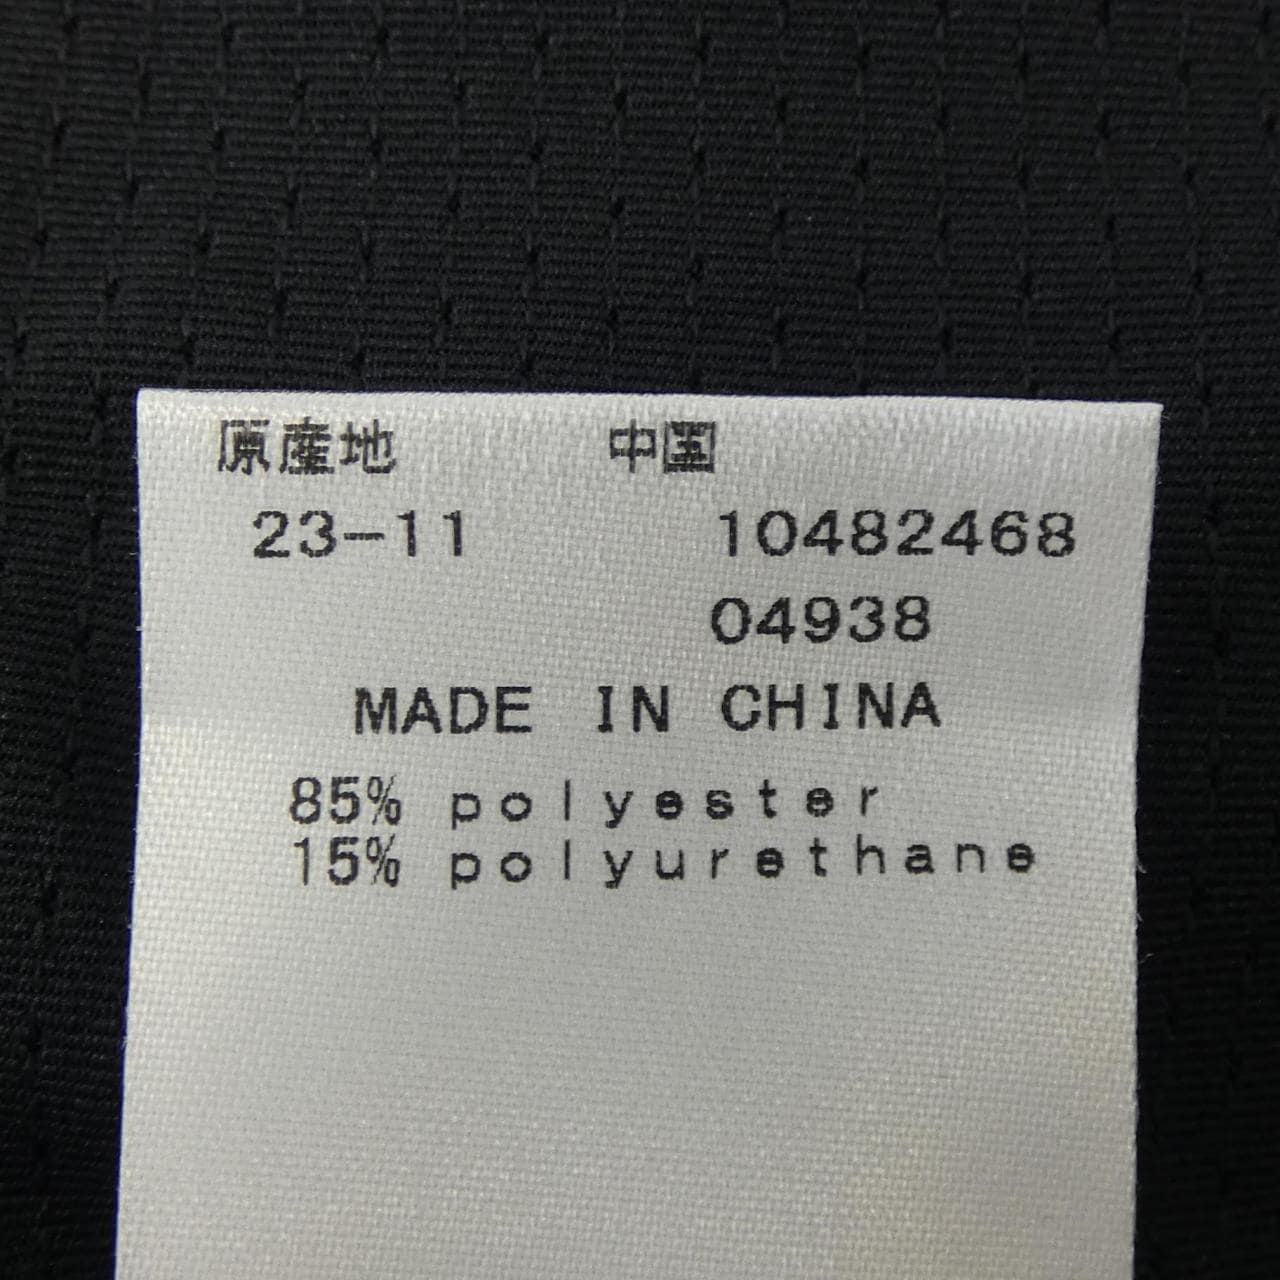 原産地 中国
23-11 10482468
04938
MADE IN CHINA
85% polyester
15% polyurethane